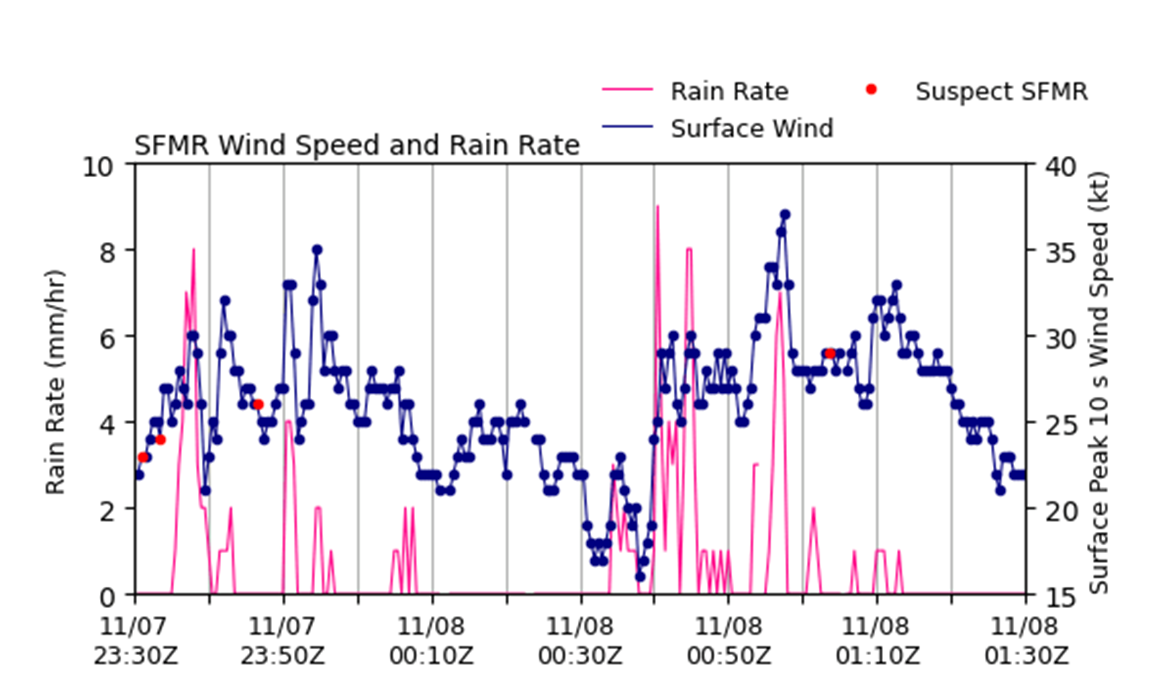 Rain Rate
Suspect SFMR
Surface Wind
SFMR Wind Speed and Rain Rate
Rain Rate (mm/hr)
10
8
6
4
2
0
40
35
30
25
20
15
Surface Peak 10 s Wind Speed (kt)
11/07
23:30Z
11/07
23:50Z
11/08
00:10Z
11/08
00:30Z
11/08
00:50Z
11/08
01:10Z
11/08
01:30Z